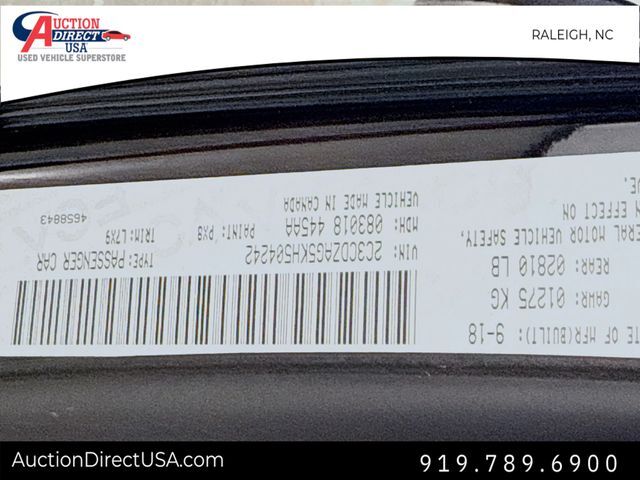 AUCTION
DIRECT
USA
USED VEHICLE SUPERSTORE
RALEIGH, NC
E OF MFR(BUILT): 9-18
GAWR: 01275 KG
REAR: 02810 LB
ERAL MOTOR VEHICLE SAFETY,
N EFFECT ON
VE.
VIN: 2C3CDZAG5KH504242 TYPE: PASSENGER CAR
MDH: 083018 445AA PAINT: PX8 TRIM: L7X9
VEHICLE MADE IN CANADA 4658843
AuctionDirectUSA.com
919.789.6900